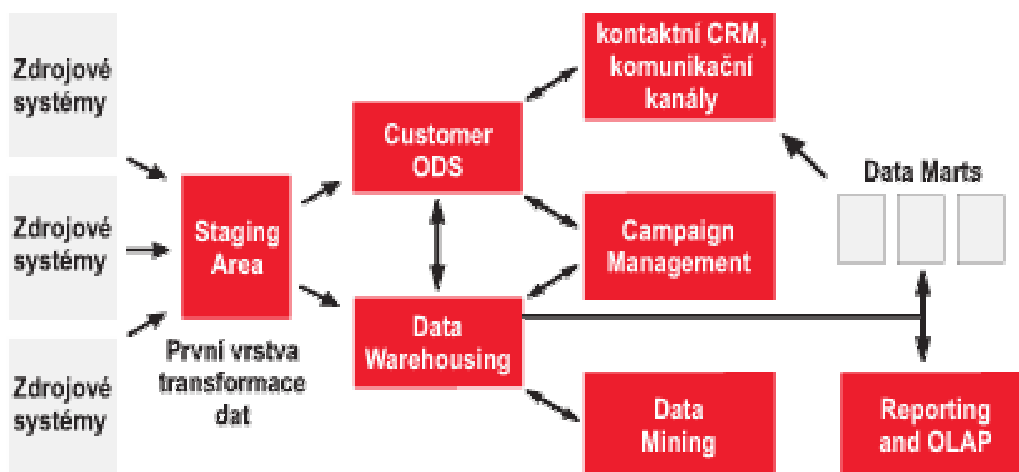 Zdrojové
systémy
Zdrojové
systémy
Zdrojové
systémy
Staging
Area
První vrstva
transformace
dat
Customer
ODS
Data
Warehousing
kontaktní CRM,
komunikační
kanály
Campaign
Management
Data
Mining
Data Marts
Reporting
and OLAP